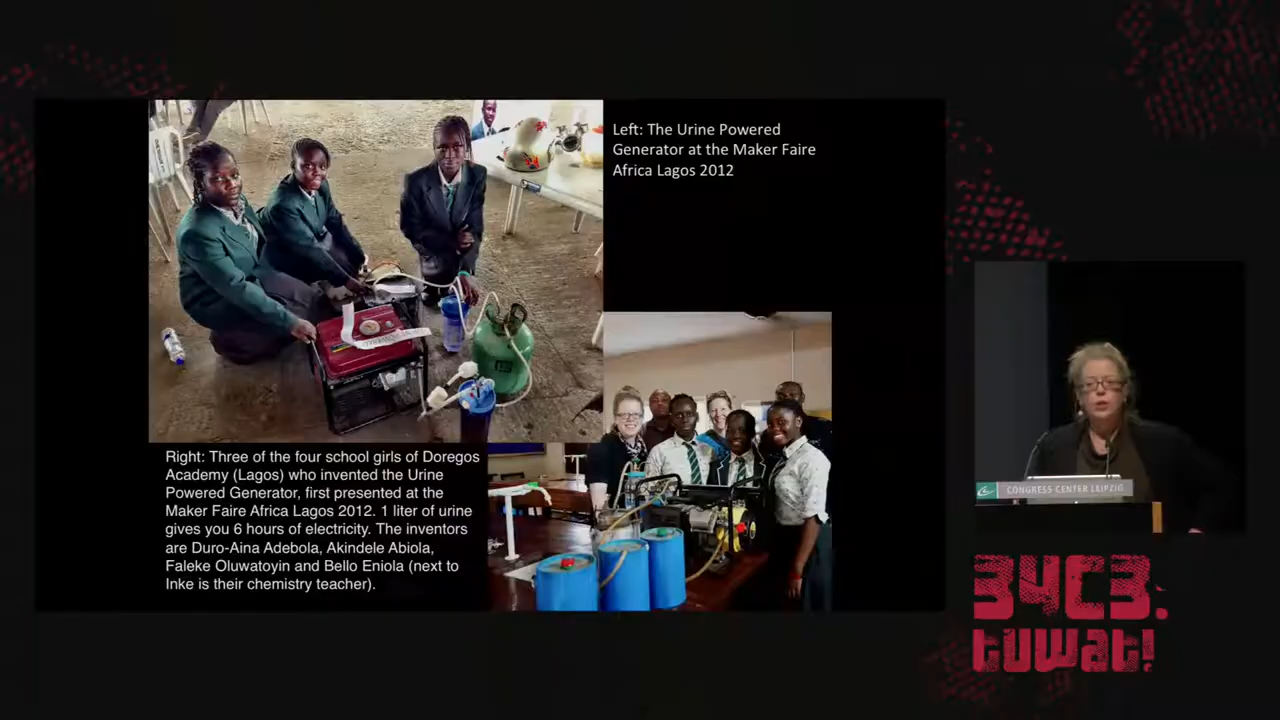 Left: The Urine Powered
Generator at the Maker Faire
Africa Lagos 2012
Right: Three of the four school girls of Doregos
Academy (Lagos) who invented the Urine
Powered Generator, first presented at the
Maker Faire Africa Lagos 2012. 1 liter of urine
gives you 6 hours of electricity. The inventors
are Duro-Aina Adebola, Akindele Abiola,
Faleke Oluwatoyin and Bello Eniola (next to
Inke is their chemistry teacher).
CONGRESS CENTER LEIPZIG
34C3.
tuwat!